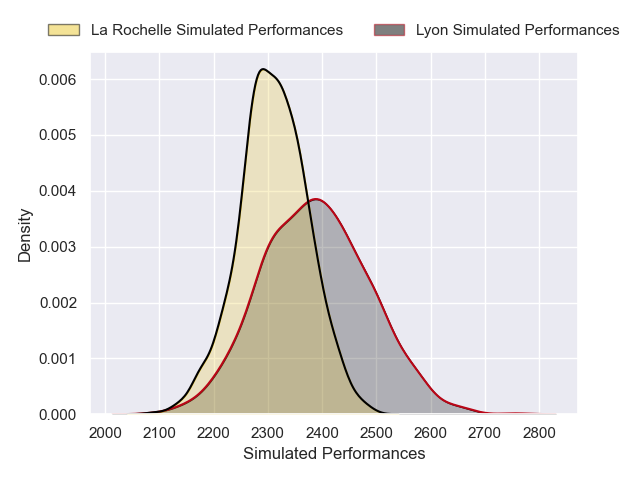 La Rochelle Simulated Performances
Lyon Simulated Performances
0.006
0.005
0.004
0.003
0.002
0.001
0.000
Density
2000 2100 2200 2300 2400 2500 2600 2700 2800
Simulated Performances